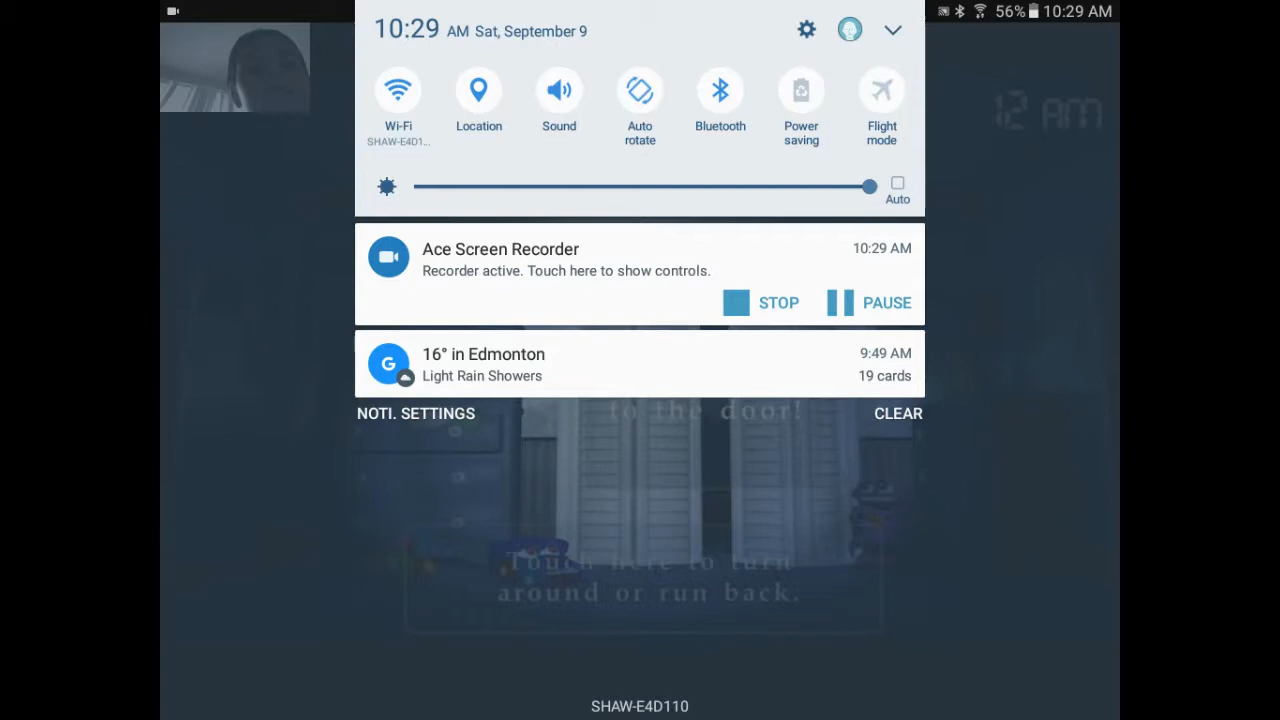 56% 10:29 AM
10:29 AM Sat, September 9
Wi-Fi
SHAW-E4D1...
Location
Sound
Auto
rotate
Bluetooth
Power
saving
Flight
mode
Auto
12 AM
Ace Screen Recorder
10:29 AM
Recorder active. Touch here to show controls.
STOP
PAUSE
G
16° in Edmonton
9:49 AM
Light Rain Showers
19 cards
NOTI. SETTINGS
CLEAR
to the door!
Touch here to turn
around or run back.
SHAW-E4D110